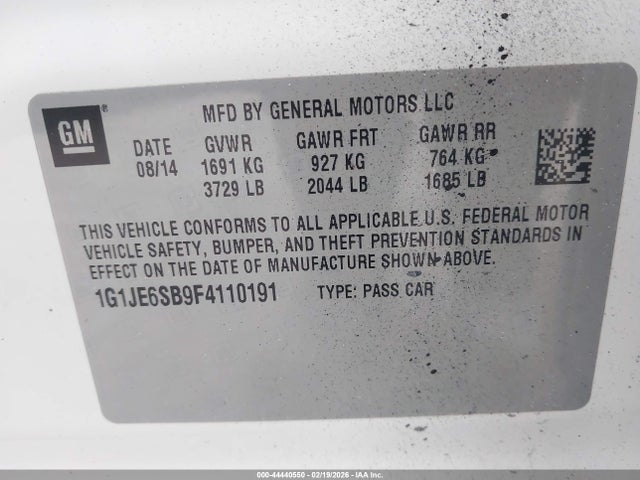 GM
MFD BY GENERAL MOTORS LLC
DATE GVWR GAWR FRT GAWR RR
08/14 1691 KG 927 KG 764 KG
3729 LB 2044 LB 1685 LB
THIS VEHICLE CONFORMS TO ALL APPLICABLE U.S. FEDERAL MOTOR
VEHICLE SAFETY, BUMPER, AND THEFT PREVENTION STANDARDS IN
EFFECT ON THE DATE OF MANUFACTURE SHOWN ABOVE.
1G1JE6SB9F4110191 TYPE: PASS CAR
000-44440550 - 02/19/2026 - IAA Inc.